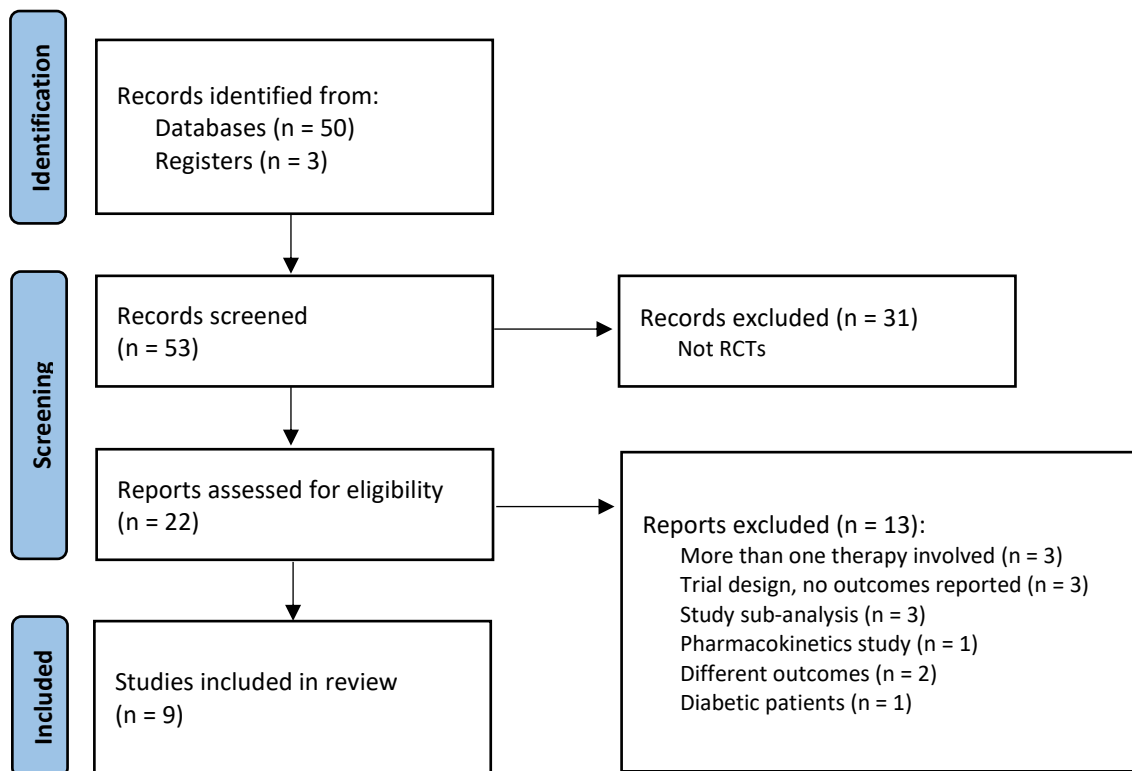 Identification
Records identified from:
Databases (n = 50)
Registers (n = 3)
Screening
Records screened
(n = 53)
Records excluded (n = 31)
Not RCTs
Reports assessed for eligibility
(n = 22)
Reports excluded (n = 13):
More than one therapy involved (n = 3)
Trial design, no outcomes reported (n = 3)
Study sub-analysis (n = 3)
Pharmacokinetics study (n = 1)
Different outcomes (n = 2)
Diabetic patients (n = 1)
Included
Studies included in review
(n = 9)